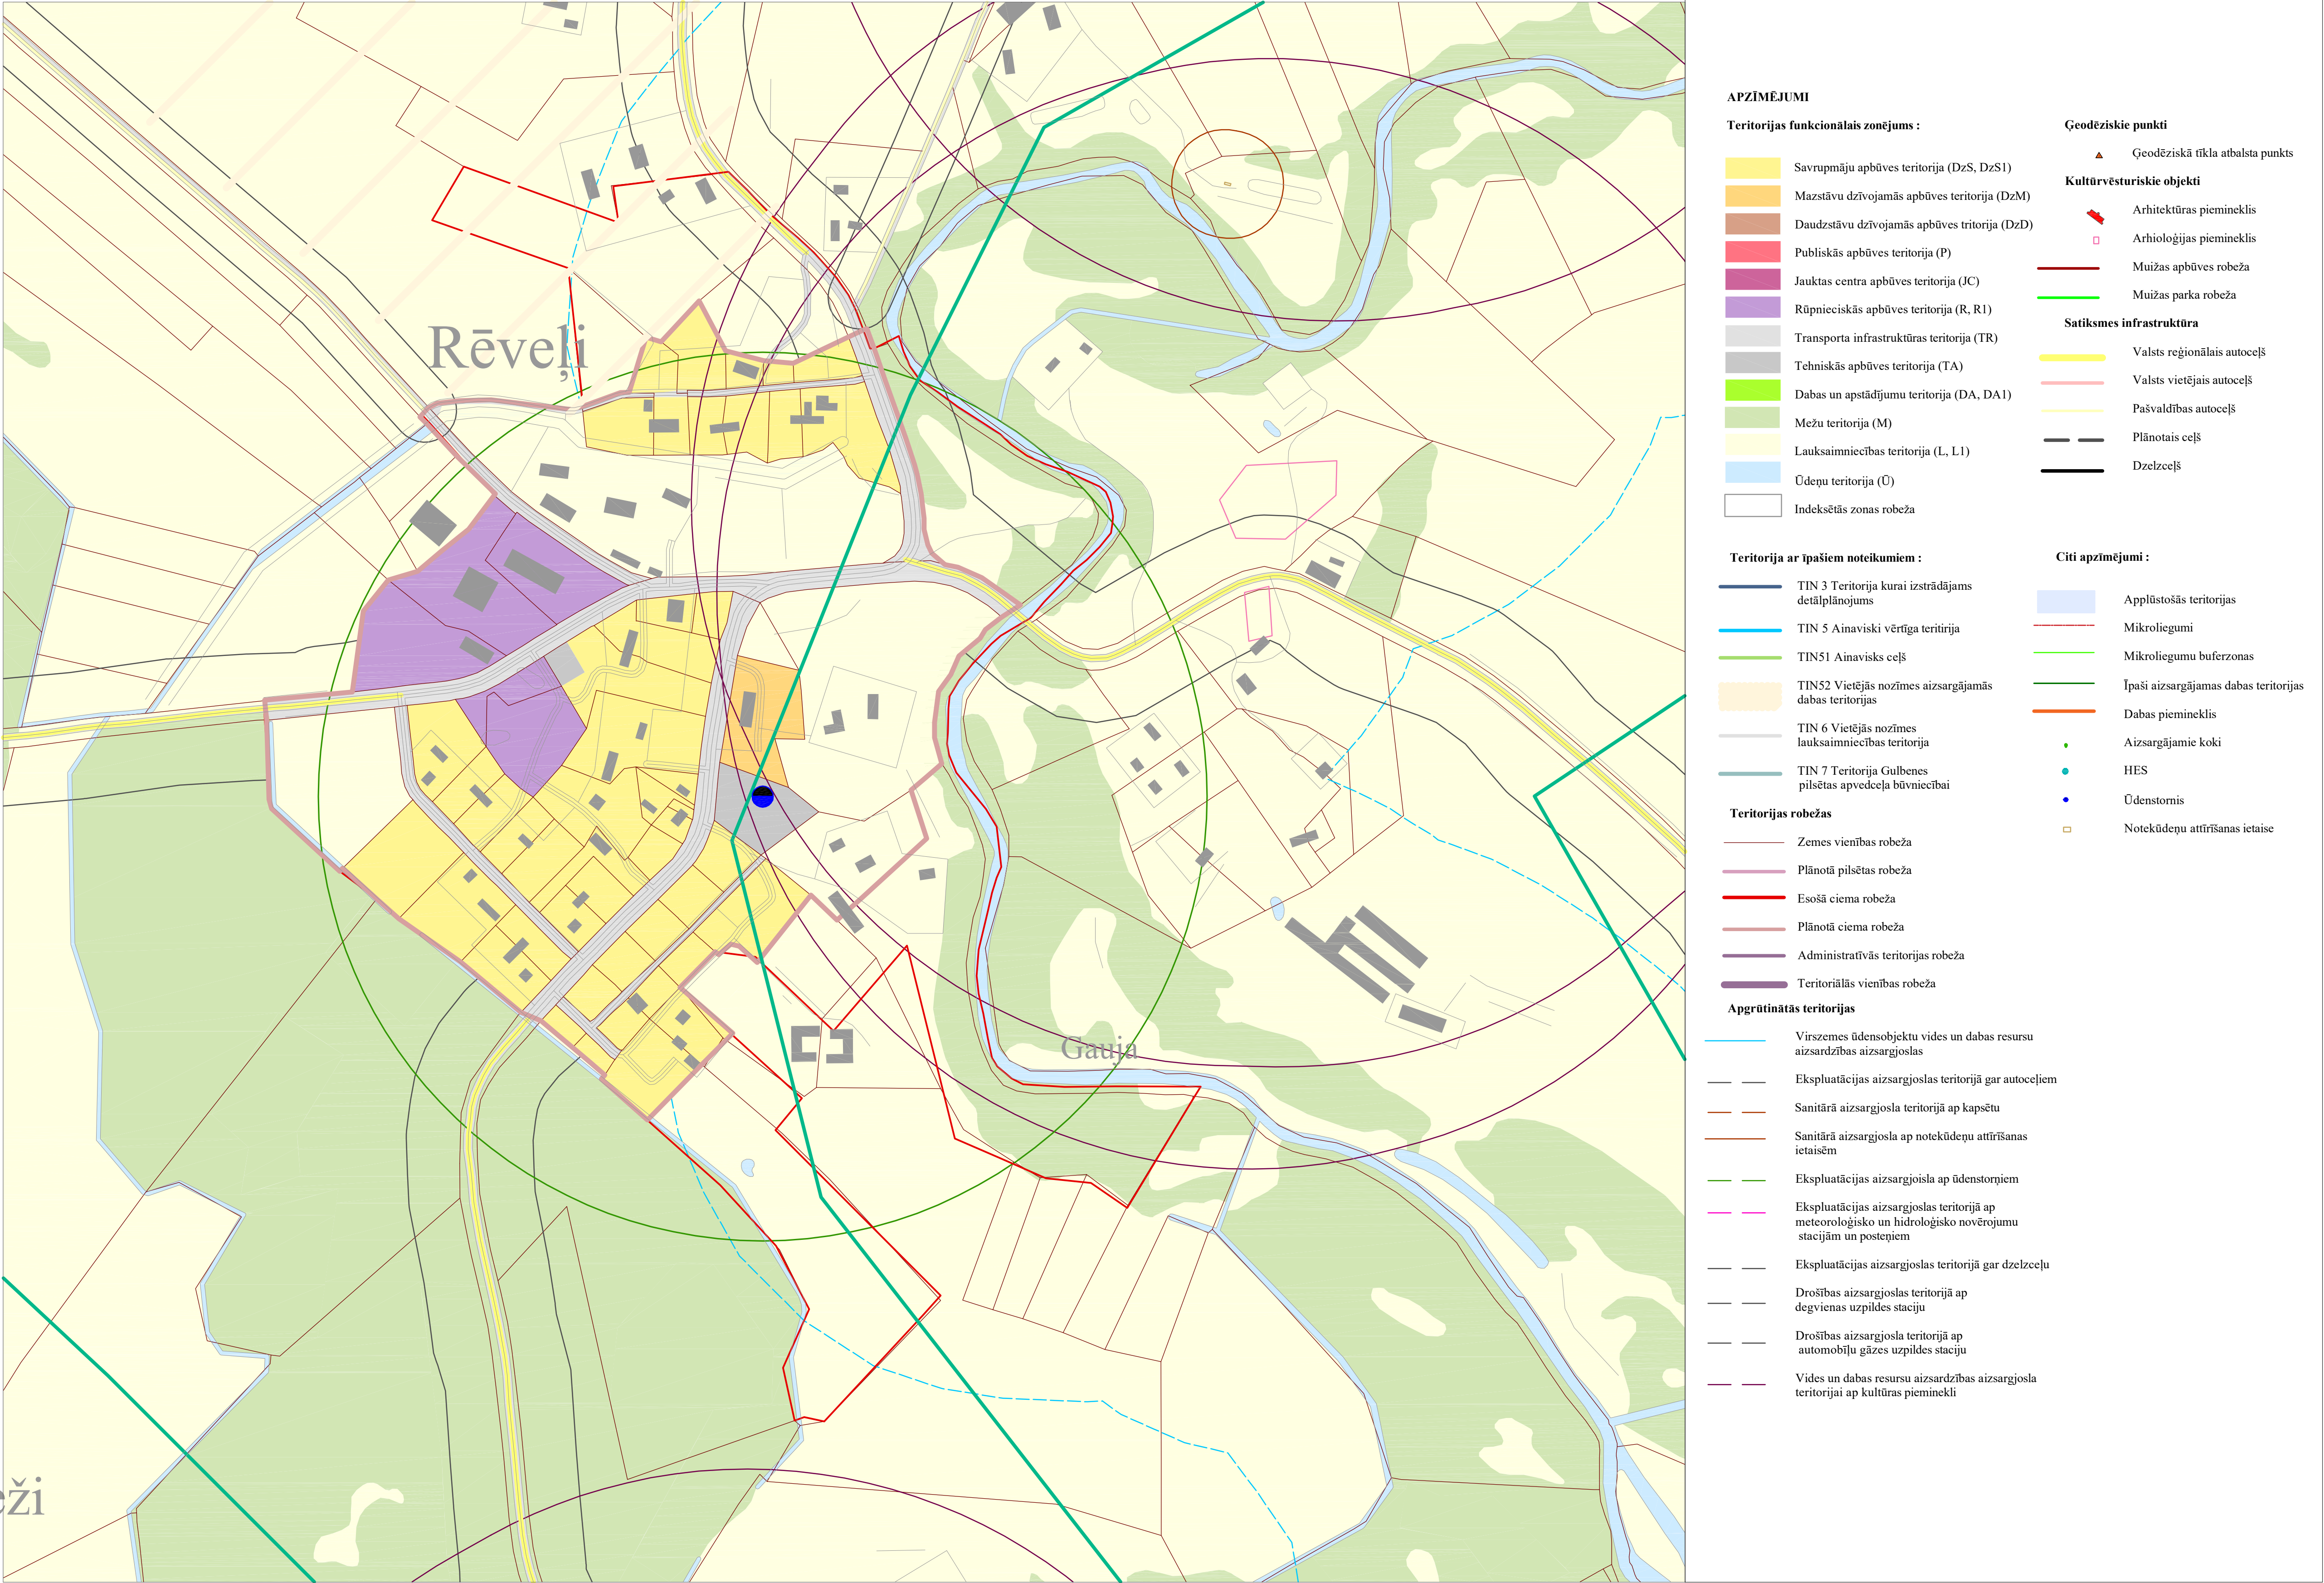 Rēveļi
Gauja
eži
APZĪMĒJUMI
Teritorijas funkcionālais zonējums :
Savrupmāju apbūves teritorija (DzS, DzS1)
Mazstāvu dzīvojamās apbūves teritorija (DzM)
Daudzstāvu dzīvojamās apbūves tritorija (DzD)
Publiskās apbūves teritorija (P)
Jauktas centra apbūves teritorija (JC)
Rūpnieciskās apbūves teritorija (R, R1)
Transporta infrastruktūras teritorija (TR)
Tehniskās apbūves teritorija (TA)
Dabas un apstādījumu teritorija (DA, DA1)
Mežu teritorija (M)
Lauksaimniecības teritorija (L, L1)
Ūdeņu teritorija (Ū)
Indeksētās zonas robeža
Ģeodēziskie punkti
Ģeodēziskā tīkla atbalsta punkts
Kultūrvēsturiskie objekti
Arhitektūras piemineklis
Arhioloģijas piemineklis
Muižas apbūves robeža
Muižas parka robeža
Satiksmes infrastruktūra
Valsts reģionālais autoceļš
Valsts vietējais autoceļš
Pašvaldības autoceļš
Plānotais ceļš
Dzelzceļš
Teritorija ar īpašiem noteikumiem :
TIN 3 Teritorija kurai izstrādājams
detālplānojums
TIN 5 Ainaviski vērtīga teritirija
TIN51 Ainavisks ceļš
TIN52 Vietējās nozīmes aizsargājamās
dabas teritorijas
TIN 6 Vietējās nozīmes
lauksaimniecības teritorija
TIN 7 Teritorija Gulbenes
pilsētas apvedceļa būvniecībai
Teritorijas robežas
Zemes vienības robeža
Plānotā pilsētas robeža
Esošā ciema robeža
Plānotā ciema robeža
Administratīvās teritorijas robeža
Teritoriālās vienības robeža
Citi apzīmējumi :
Applūstošās teritorijas
Mikroliegumi
Mikroliegumu buferzonas
Īpaši aizsargājamas dabas teritorijas
Dabas piemineklis
Aizsargājamie koki
HES
Ūdenstornis
Notekūdeņu attīrīšanas ietaise
Apgrūtinātās teritorijas
Virszemes ūdensobjektu vides un dabas resursu
aizsardzības aizsargjoslas
Ekspluatācijas aizsargjoslas teritorijā gar autoceļiem
Sanitārā aizsargjosla teritorijā ap kapsētu
Sanitārā aizsargjosla ap notekūdeņu attīrīšanas
ietaisēm
Ekspluatācijas aizsargjoisla ap ūdenstorņiem
Ekspluatācijas aizsargjoslas teritorijā ap
meteoroloģisko un hidroloģisko novērojumu
stacijām un posteņiem
Ekspluatācijas aizsargjoslas teritorijā gar dzelzceļu
Drošības aizsargjoslas teritorijā ap
degvienas uzpildes staciju
Drošības aizsargjosla teritorijā ap
automobīļu gāzes uzpildes staciju
Vides un dabas resursu aizsardzības aizsargjosla
teritorijai ap kultūras pieminekli